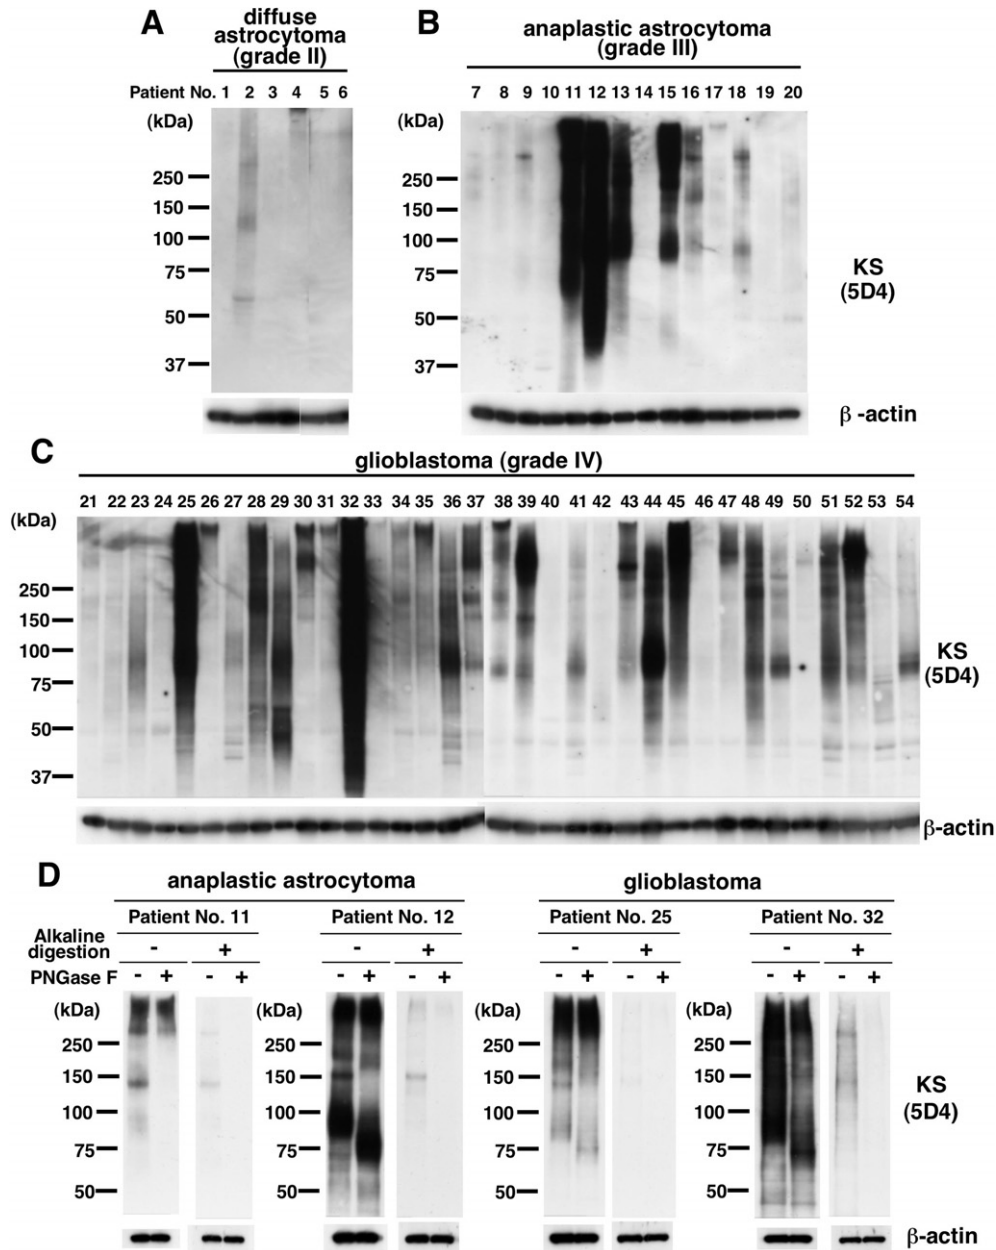 A
diffuse
astrocytoma
(grade II)
Patient No. 1 2 3 4 5 6
(kDa)
250
150
100
75
50
37
B
anaplastic astrocytoma
(grade III)
7 8 9 10 11 12 13 14 15 16 17 18 19 20
(kDa)
250
150
100
75
50
37
KS
(5D4)
β -actin
C
glioblastoma (grade IV)
21 22 23 24 25 26 27 28 29 30 31 32 33 34 35 36 37 38 39 40 41 42 43 44 45 46 47 48 49 50 51 52 53 54
(kDa)
250
150
100
75
50
37
KS
(5D4)
β-actin
D
anaplastic astrocytoma
glioblastoma
Patient No. 11
Patient No. 12
Patient No. 25
Patient No. 32
Alkaline
digestion
- + - + - + - +
PNGase F - + - + - + - + - + - + - + - +
(kDa)
250
150
100
75
50
(kDa)
250
150
100
75
50
(kDa)
250
150
100
75
50
(kDa)
250
150
100
75
50
KS
(5D4)
β-actin